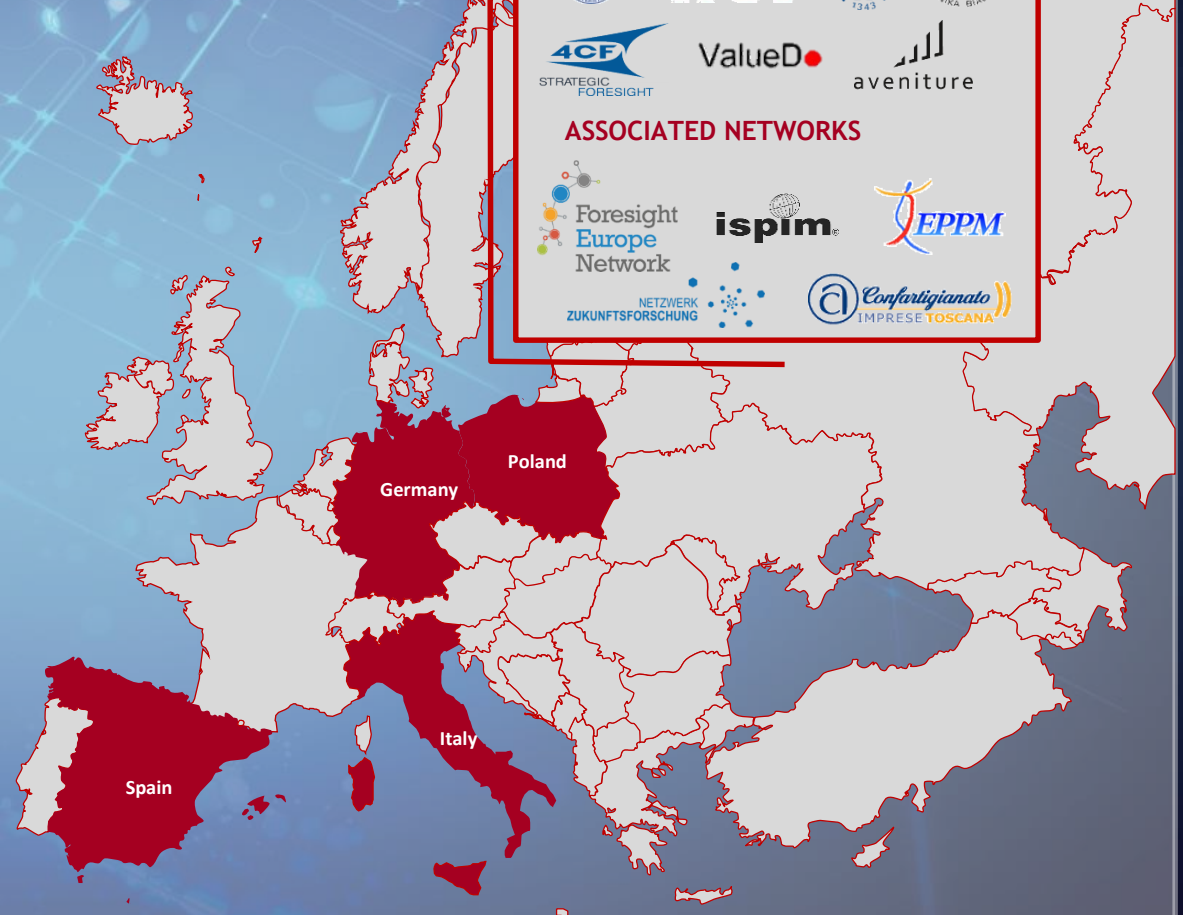 1343
4CF
STRATEGIC
FORESIGHT
ValueDo
aveniture
ASSOCIATED NETWORKS
Foresight
Europe
Network
ispim
EPPM
NETZWERK
ZUKUNFTSFORSCHUNG
Confartigianato
IMPRESE TOSCANA
Poland
Germany
Italy
Spain